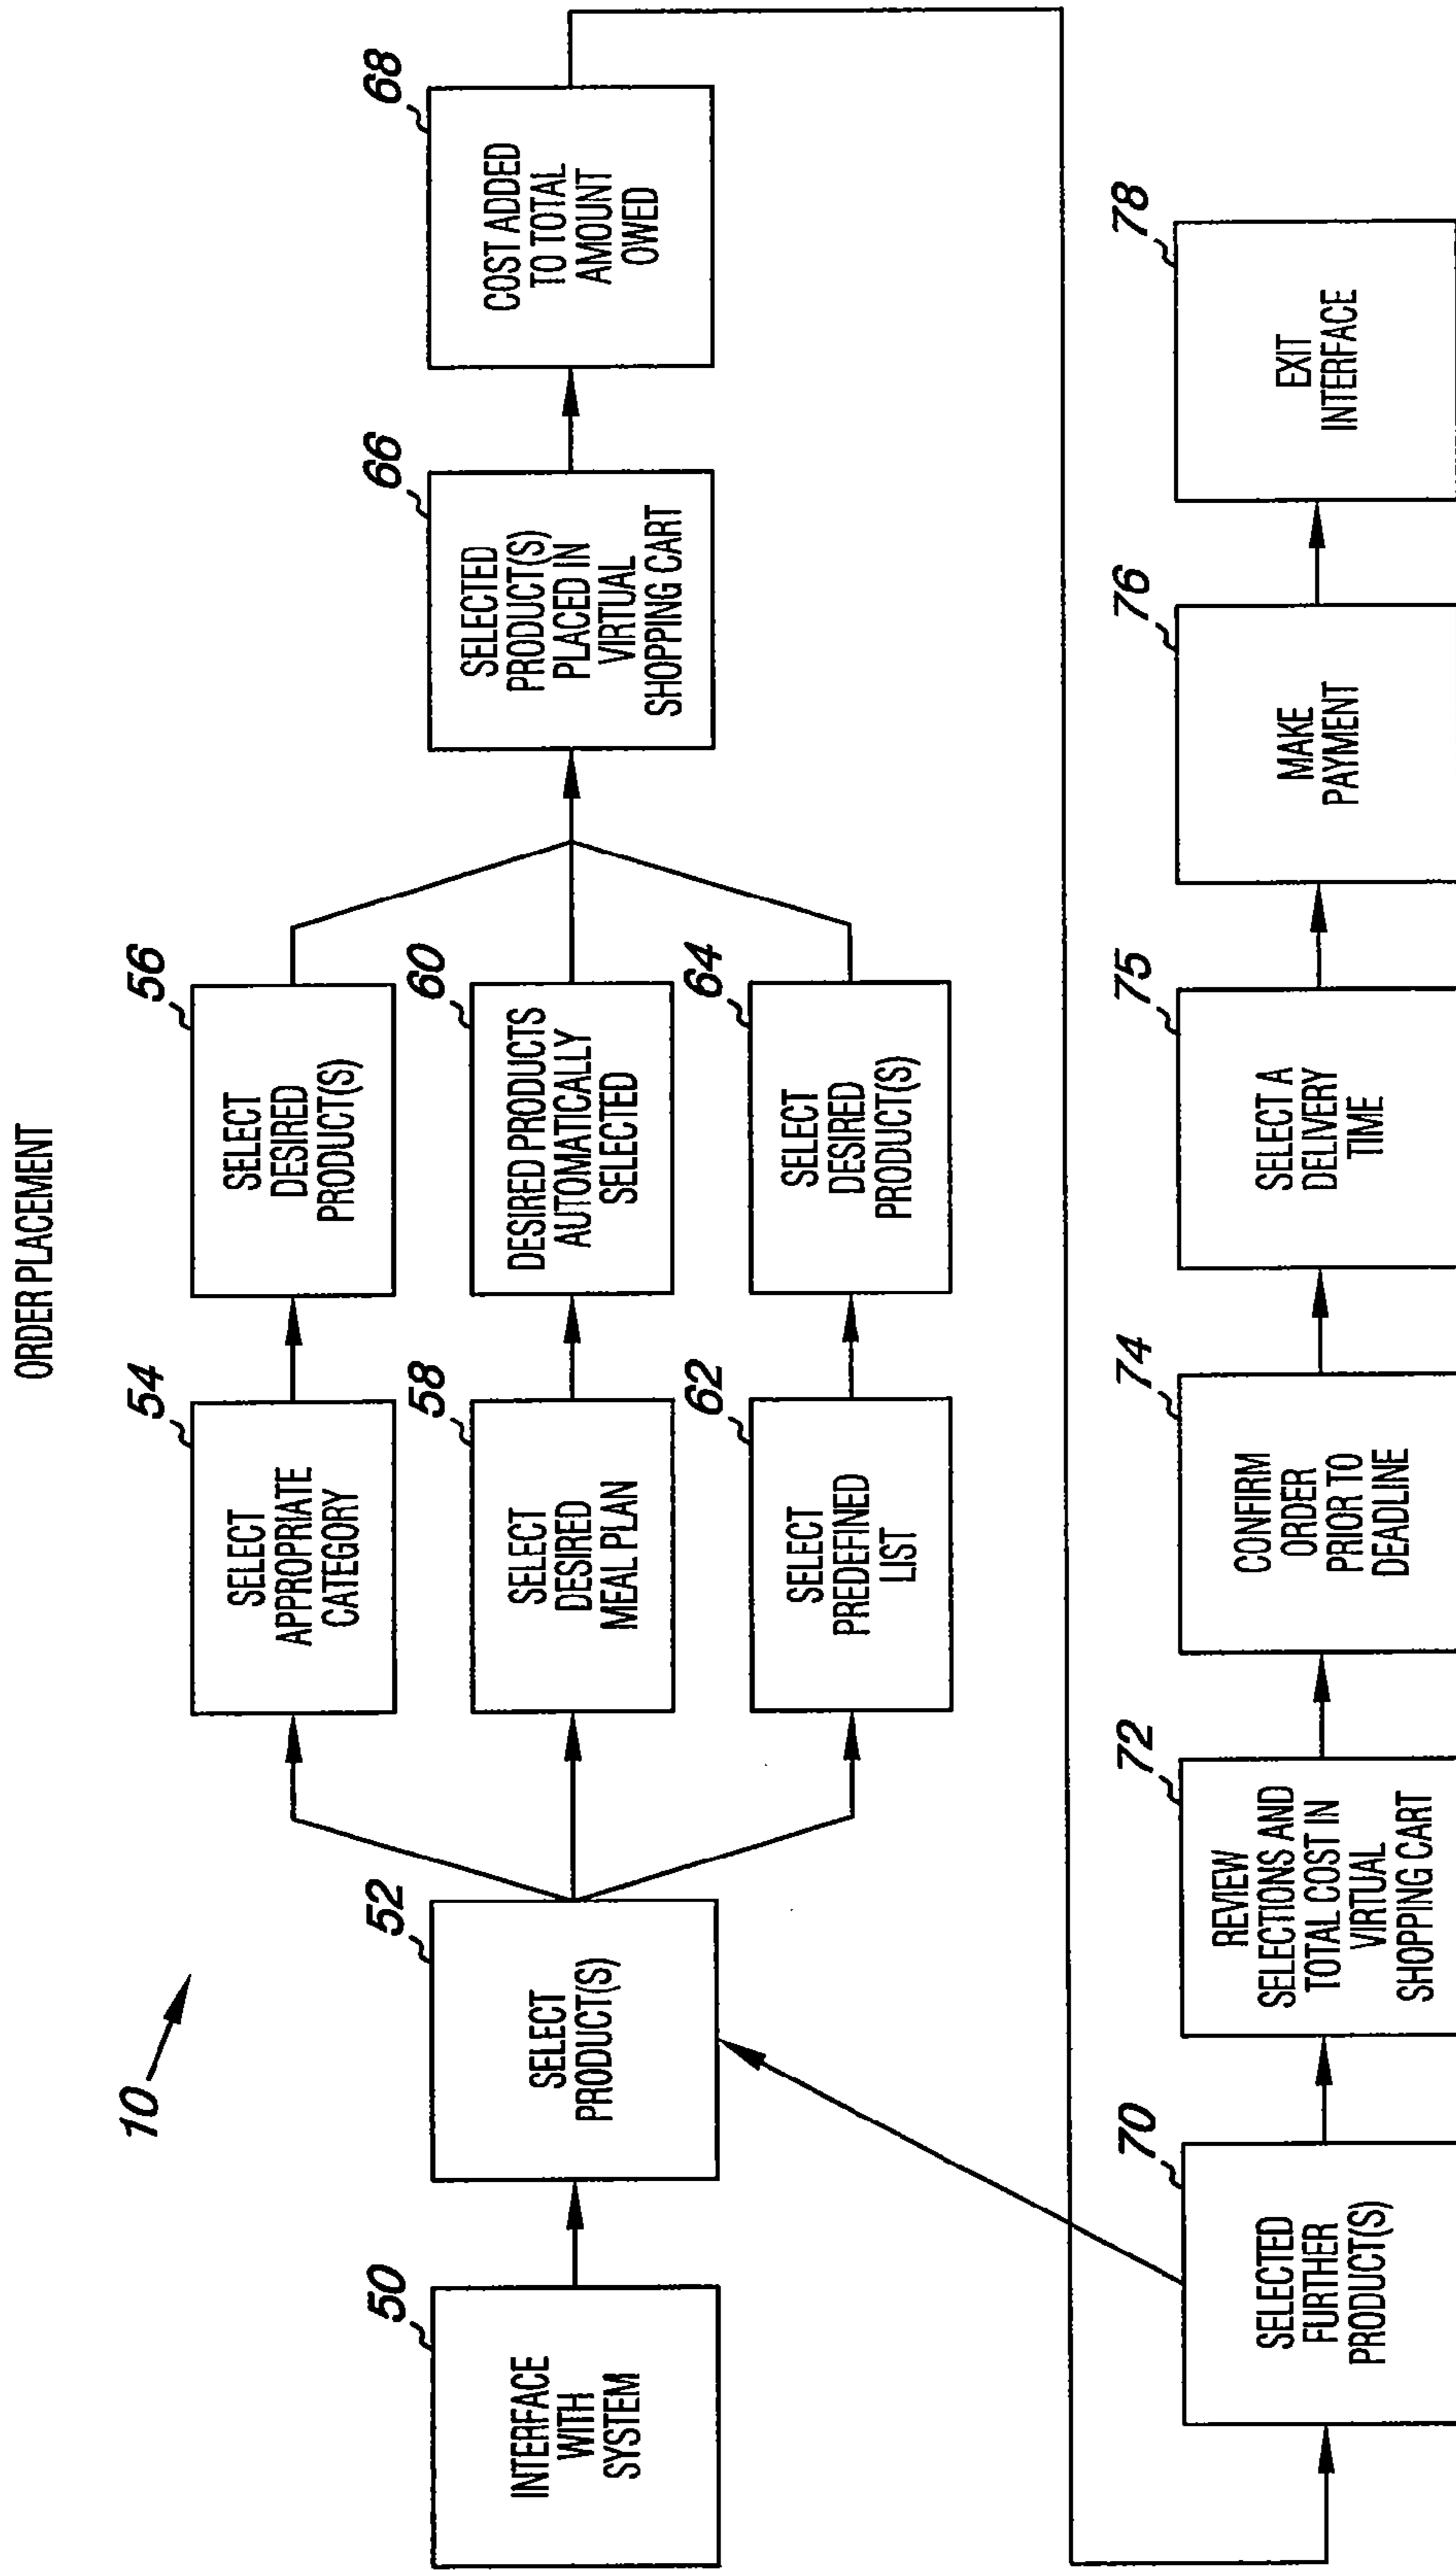 ORDER PLACEMENT
10
50
INTERFACE
WITH
SYSTEM
52
SELECT
PRODUCT(S)
54
SELECT
APPROPRIATE
CATEGORY
56
SELECT
DESIRED
PRODUCT(S)
58
SELECT
DESIRED
MEAL PLAN
60
DESIRED PRODUCTS
AUTOMATICALLY
SELECTED
62
SELECT
PREDEFINED
LIST
64
SELECT
DESIRED
PRODUCT(S)
66
SELECTED
PRODUCT(S)
PLACED IN
VIRTUAL
SHOPPING CART
68
COST ADDED
TO TOTAL
AMOUNT
OWED
70
SELECTED
FURTHER
PRODUCT(S)
72
REVIEW
SELECTIONS AND
TOTAL COST IN
VIRTUAL
SHOPPING CART
74
CONFIRM
ORDER
PRIOR TO
DEADLINE
75
SELECT A
DELIVERY
TIME
76
MAKE
PAYMENT
78
EXIT
INTERFACE